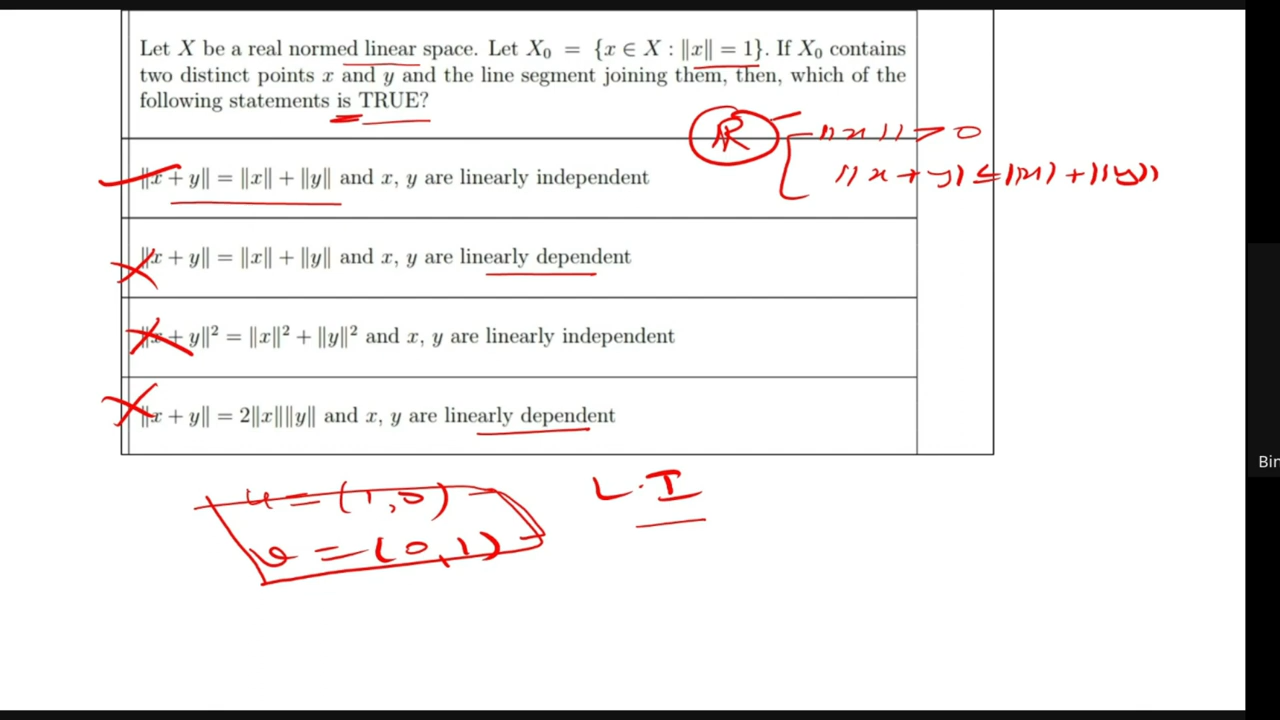 Let X be a real normed linear space. Let X₀ = {x ∈ X : ‖x‖ = 1}. If X₀ contains
two distinct points x and y and the line segment joining them, then, which of the
following statements is TRUE?
ℝ
‖x‖ > 0
‖x + y‖ ≤ ‖x‖ + ‖y‖
‖x + y‖ = ‖x‖ + ‖y‖ and x, y are linearly independent
‖x + y‖ = ‖x‖ + ‖y‖ and x, y are linearly dependent
‖x + y‖² = ‖x‖² + ‖y‖² and x, y are linearly independent
‖x + y‖ = 2‖x‖‖y‖ and x, y are linearly dependent
Bin
u = (1,0)
L.I
v = (0,1)